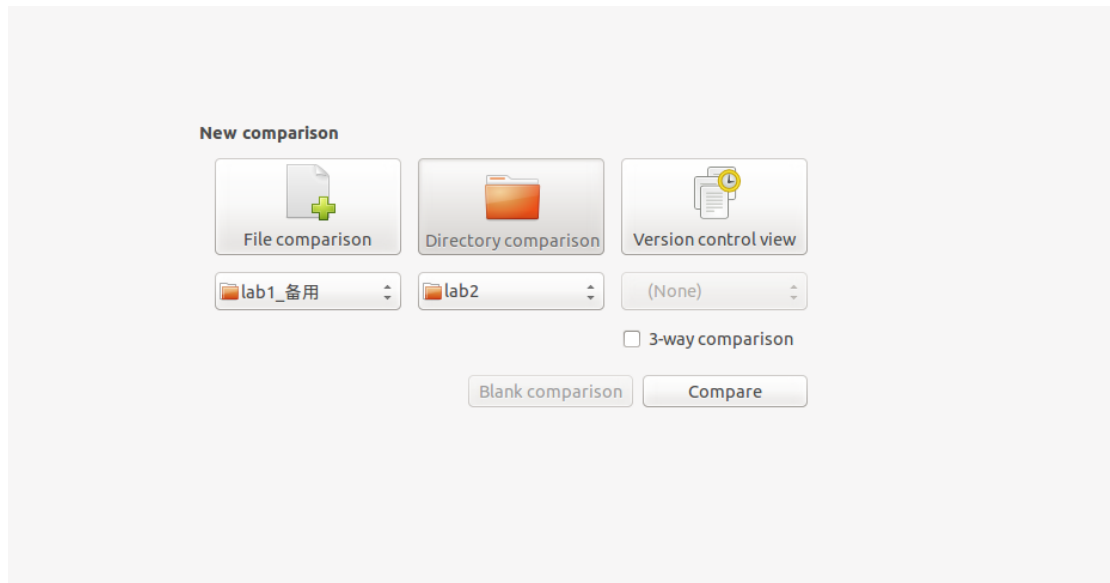 New comparison
File comparison
Directory comparison
Version control view
lab1_备用
lab2
(None)
3-way comparison
Blank comparison
Compare